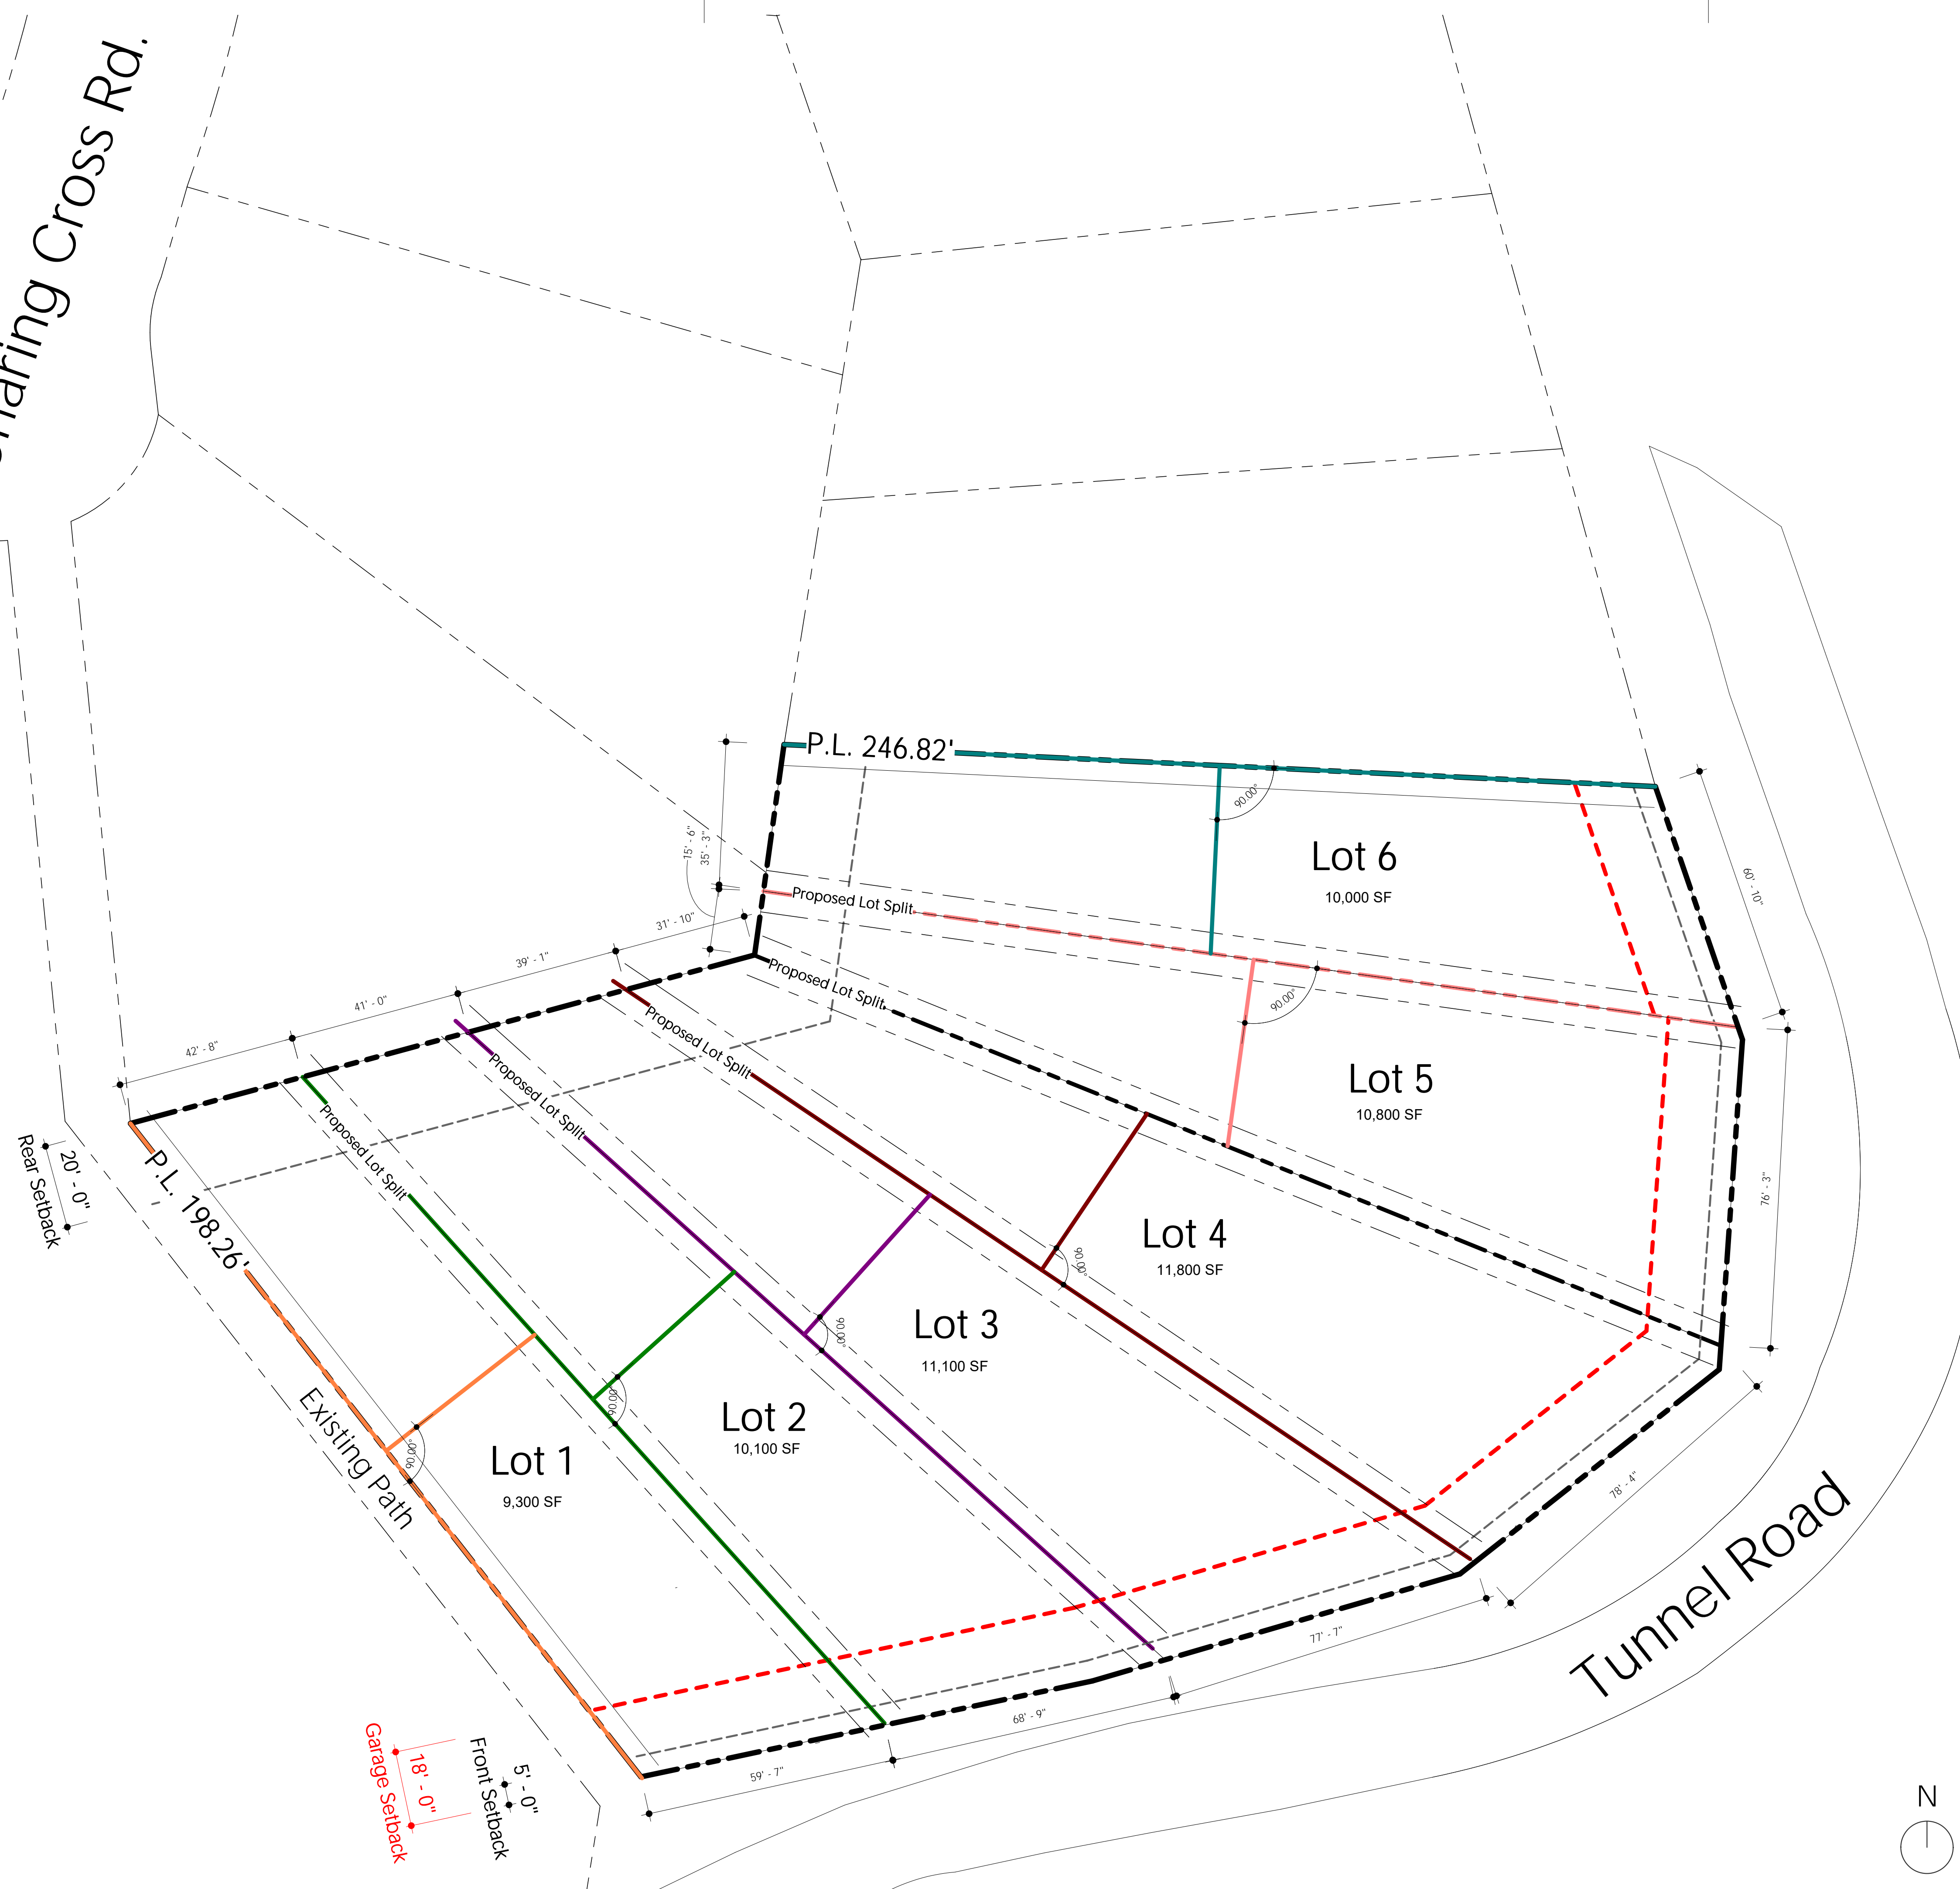 Charing Cross Rd.
P.L. 246.82'
90.00°
Lot 6
10,000 SF
60' - 10"
15' - 6"
35' - 3"
Proposed Lot Split
31' - 10"
39' - 1"
41' - 0"
42' - 8"
Proposed Lot Split
90.00°
Lot 5
10,800 SF
76' - 3"
Proposed Lot Split
Proposed Lot Split
Proposed Lot Split
Rear Setback
20' - 0"
P.L. 198.26'
Lot 4
11,800 SF
90.00°
Lot 3
11,100 SF
90.00°
Lot 2
10,100 SF
90.00°
Lot 1
9,300 SF
90.00°
Existing Path
78' - 4"
77' - 7"
68' - 9"
59' - 7"
Tunnel Road
Garage Setback
18' - 0"
Front Setback
5' - 0"
N